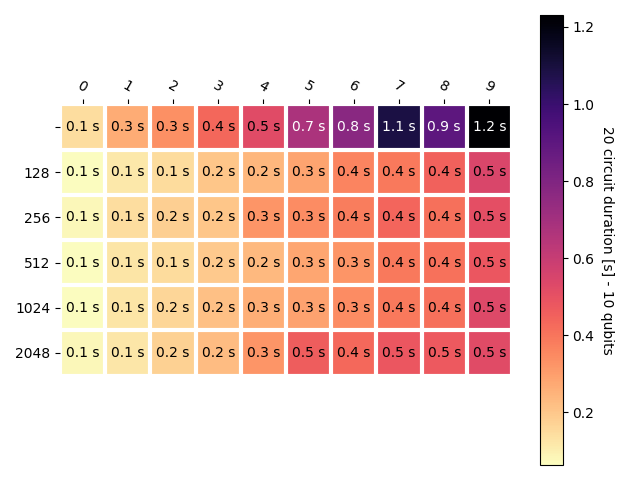 0 1 2 3 4 5 6 7 8 9
0.1 s 0.3 s 0.3 s 0.4 s 0.5 s 0.7 s 0.8 s 1.1 s 0.9 s 1.2 s
128 0.1 s 0.1 s 0.1 s 0.2 s 0.2 s 0.3 s 0.4 s 0.4 s 0.4 s 0.5 s
256 0.1 s 0.1 s 0.2 s 0.2 s 0.3 s 0.3 s 0.4 s 0.4 s 0.4 s 0.5 s
512 0.1 s 0.1 s 0.1 s 0.2 s 0.2 s 0.3 s 0.3 s 0.4 s 0.4 s 0.5 s
1024 0.1 s 0.1 s 0.2 s 0.2 s 0.3 s 0.3 s 0.3 s 0.4 s 0.4 s 0.5 s
2048 0.1 s 0.1 s 0.2 s 0.2 s 0.3 s 0.5 s 0.4 s 0.5 s 0.5 s 0.5 s
1.2
1.0
0.8
0.6
0.4
0.2
20 circuit duration [s] - 10 qubits